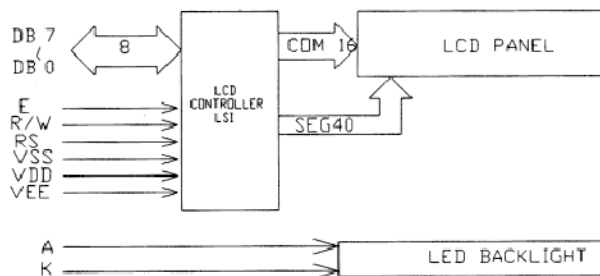 DB 7
8
DB 0
LCD
CONTROLLER
LSI
COM 16
LCD PANEL
SEG40
E
R/W
RS
VSS
VDD
VEE
A
K
LED BACKLIGHT